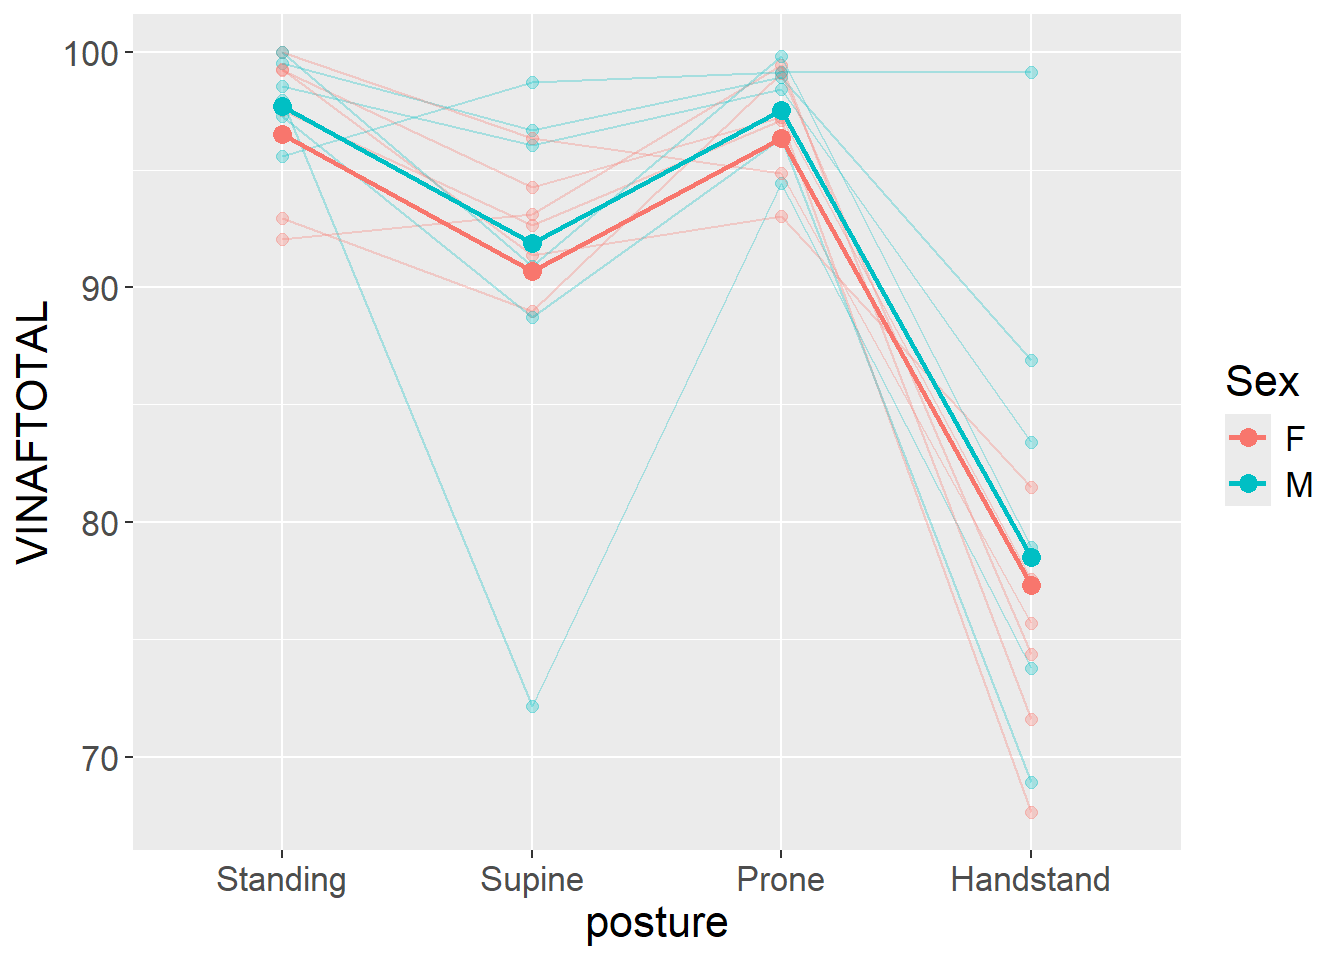 100
90
80
70
VINAFTOTAL
Standing Supine Prone Handstand
posture
Sex
F
M